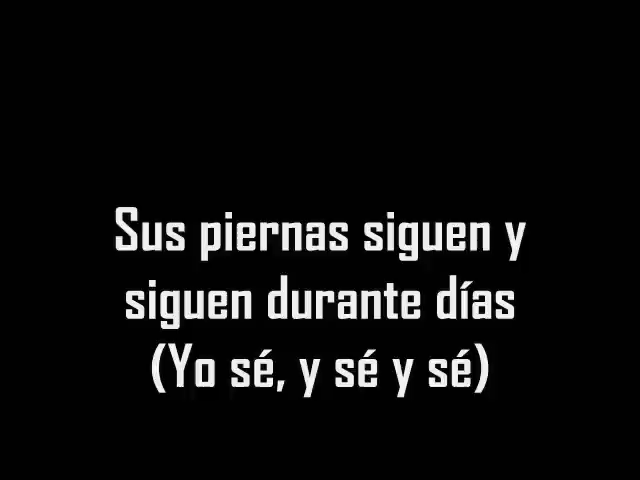 Sus piernas siguen y
siguen durante días
(Yo sé, y sé y sé)